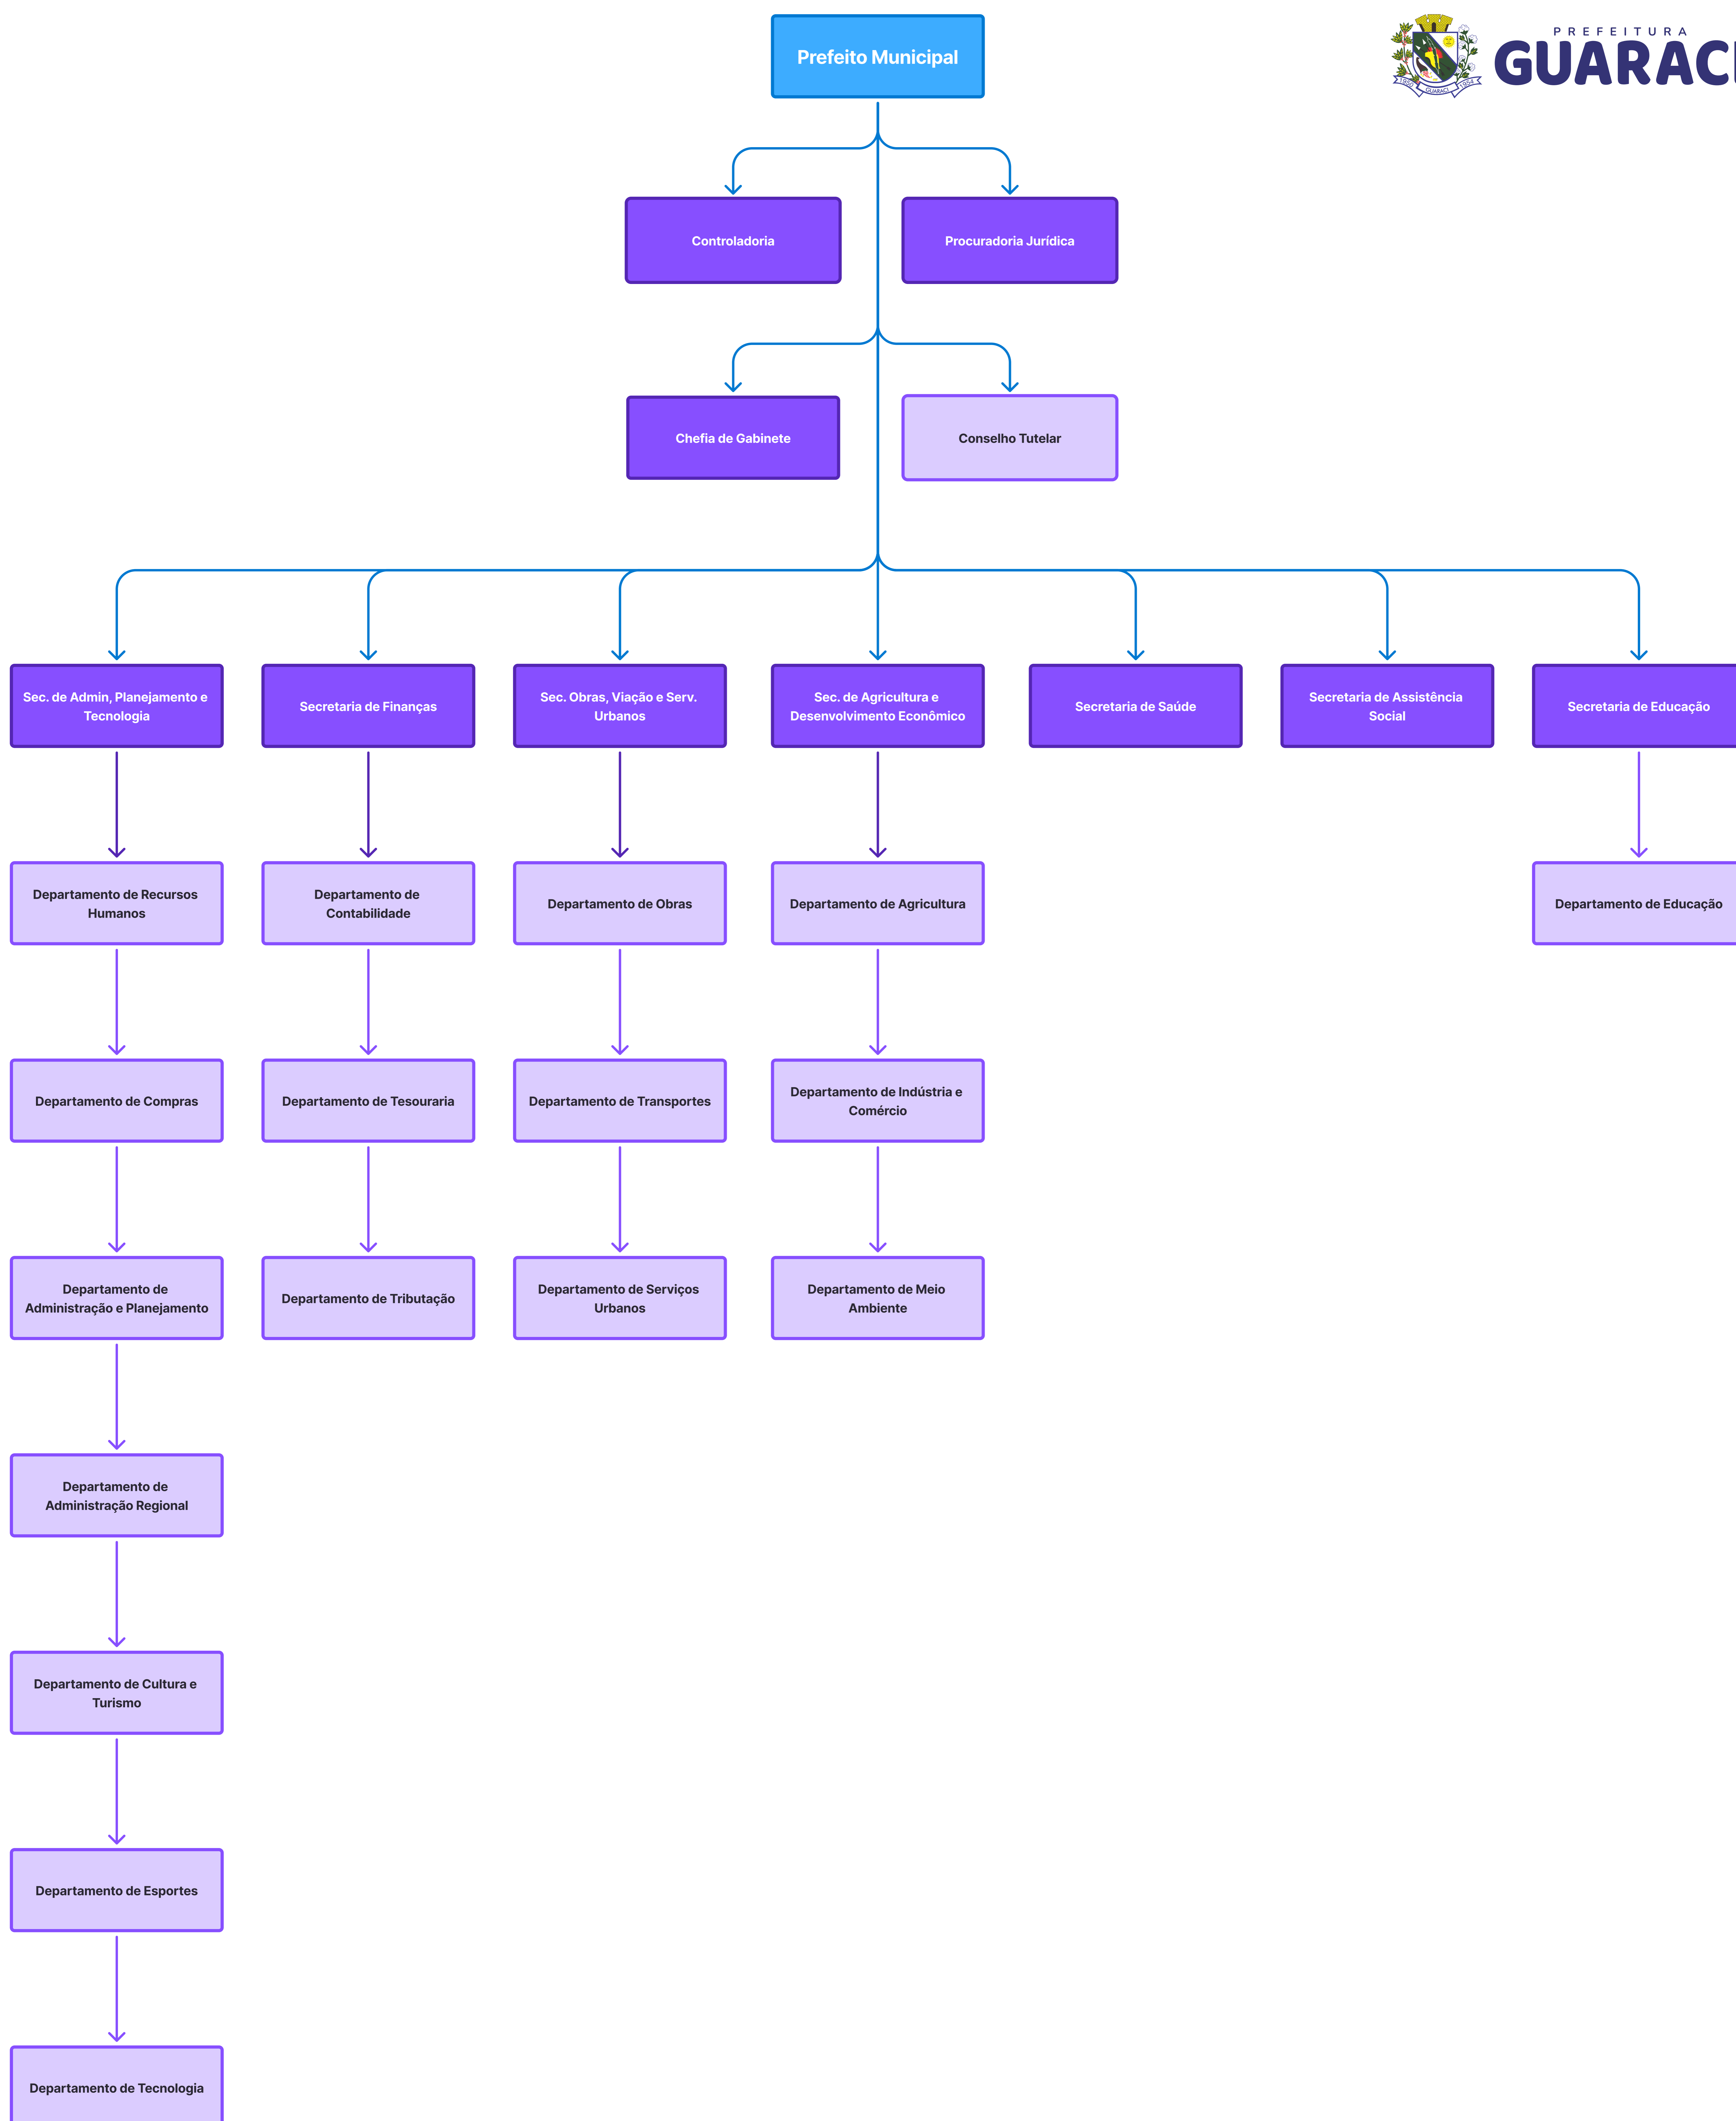 Prefeito Municipal
PREFEITURA
GUARACI
1950
GUARACI
1954
Controladoria
Procuradoria Jurídica
Chefia de Gabinete
Conselho Tutelar
Sec. de Admin, Planejamento e
Tecnologia
Secretaria de Finanças
Sec. Obras, Viação e Serv.
Urbanos
Sec. de Agricultura e
Desenvolvimento Econômico
Secretaria de Saúde
Secretaria de Assistência
Social
Secretaria de Educação
Departamento de Recursos
Humanos
Departamento de
Contabilidade
Departamento de Obras
Departamento de Agricultura
Departamento de Educação
Departamento de Compras
Departamento de Tesouraria
Departamento de Transportes
Departamento de Indústria e
Comércio
Departamento de
Administração e Planejamento
Departamento de Tributação
Departamento de Serviços
Urbanos
Departamento de Meio
Ambiente
Departamento de
Administração Regional
Departamento de Cultura e
Turismo
Departamento de Esportes
Departamento de Tecnologia